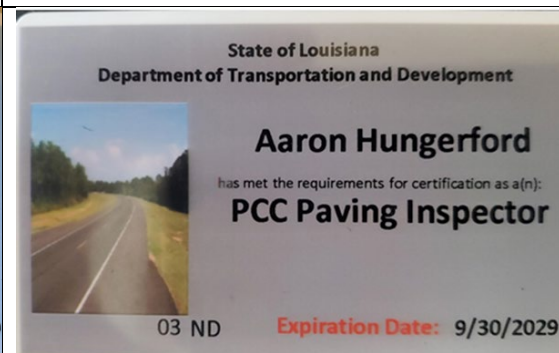 State of Louisiana
Department of Transportation and Development
Aaron Hungerford
has met the requirements for certification as a(n):
PCC Paving Inspector
03 ND
Expiration Date: 9/30/2029